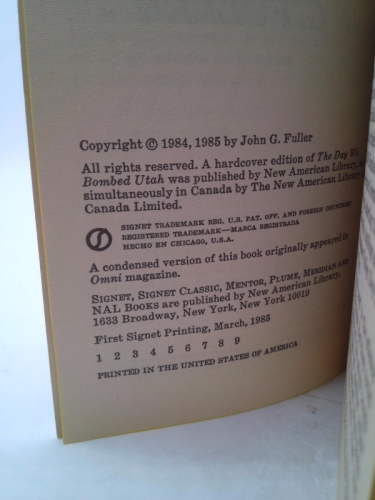 Copyright © 1984, 1985 by John G. Fuller
All rights reserved. A hardcover edition of The Day We
Bombed Utah was published by New American Library, and
simultaneously in Canada by The New American Library of
Canada Limited.
SIGNET TRADEMARK REG. U.S. PAT. OFF. AND FOREIGN COUNTRIES
REGISTERED TRADEMARK—MARCA REGISTRADA
HECHO EN CHICAGO, U.S.A.
A condensed version of this book originally appeared in
Omni magazine.
SIGNET, SIGNET CLASSIC, MENTOR, PLUME, MERIDIAN AND
NAL BOOKS are published by New American Library,
1633 Broadway, New York, New York 10019
First Signet Printing, March, 1985
1 2 3 4 5 6 7 8 9
PRINTED IN THE UNITED STATES OF AMERICA